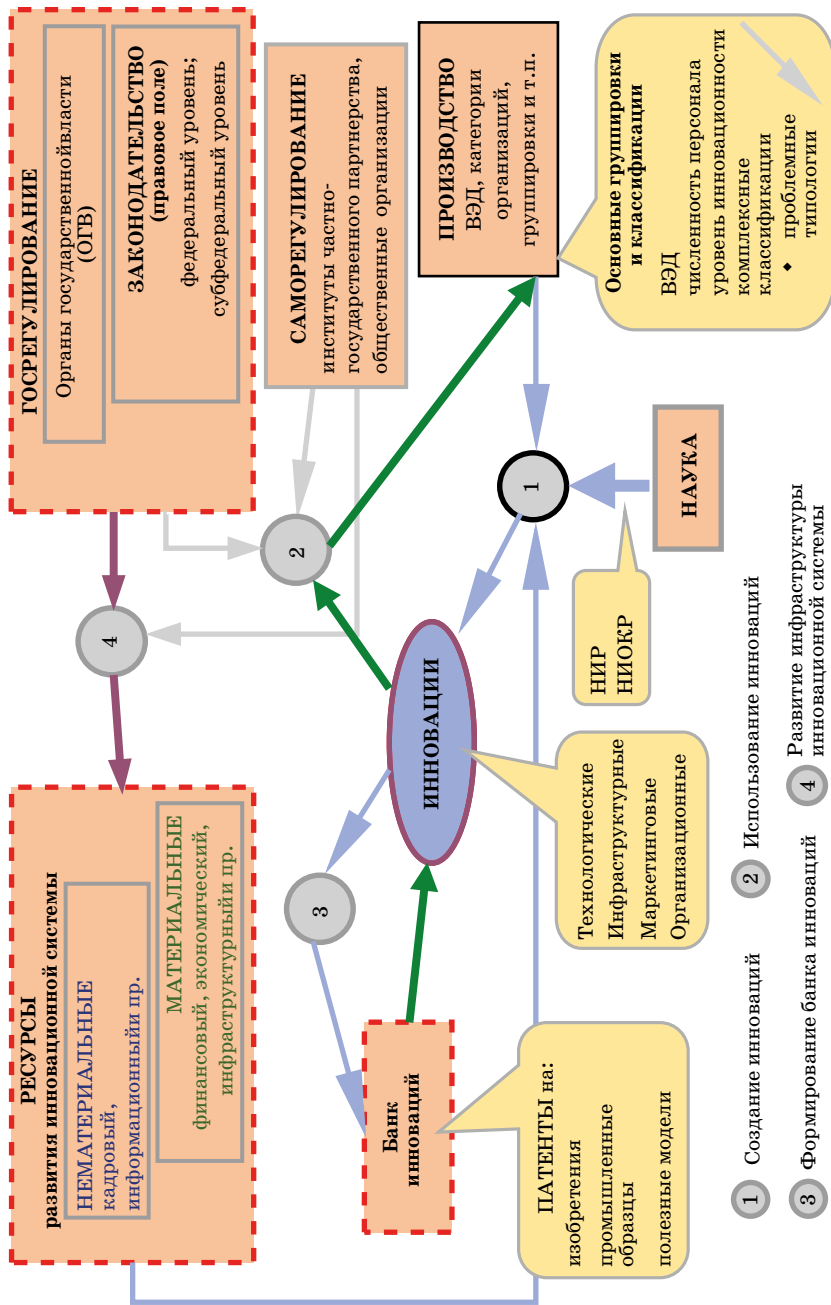 РЕСУРСЫ
развития инновационной системы
НЕМАТЕРИАЛЬНЫЕ
кадровый,
информационныйи пр.
МАТЕРИАЛЬНЫЕ
финансовый, экономический,
инфраструктурныйи пр.
ГОСРЕГУЛИРОВАНИЕ
Органы государственнойвласти
(ОГВ)
ЗАКОНОДАТЕЛЬСТВО
(правовое поле)
федеральный уровень;
субфедеральный уровень
4
3
2
САМОРЕГУЛИРОВАНИЕ
институты частно-
государственного партнерства,
общественные организации
Банк
инноваций
ИННОВАЦИИ
1
ПРОИЗВОДСТВО
ВЭД, категории
организаций,
группировки и т.п.
ПАТЕНТЫ на:
изобретения
промышленные
образцы
полезные модели
Технологические
Инфраструктурные
Маркетинговые
Организационные
НИР
НИОКР
НАУКА
Основные группировки
и классификации
ВЭД
численность персонала
уровень инновационности
комплексные
классификации
◆ проблемные
типологии
1 Создание инноваций
2 Использование инноваций
3 Формирование банка инноваций
4 Развитие инфраструктуры
инновационной системы